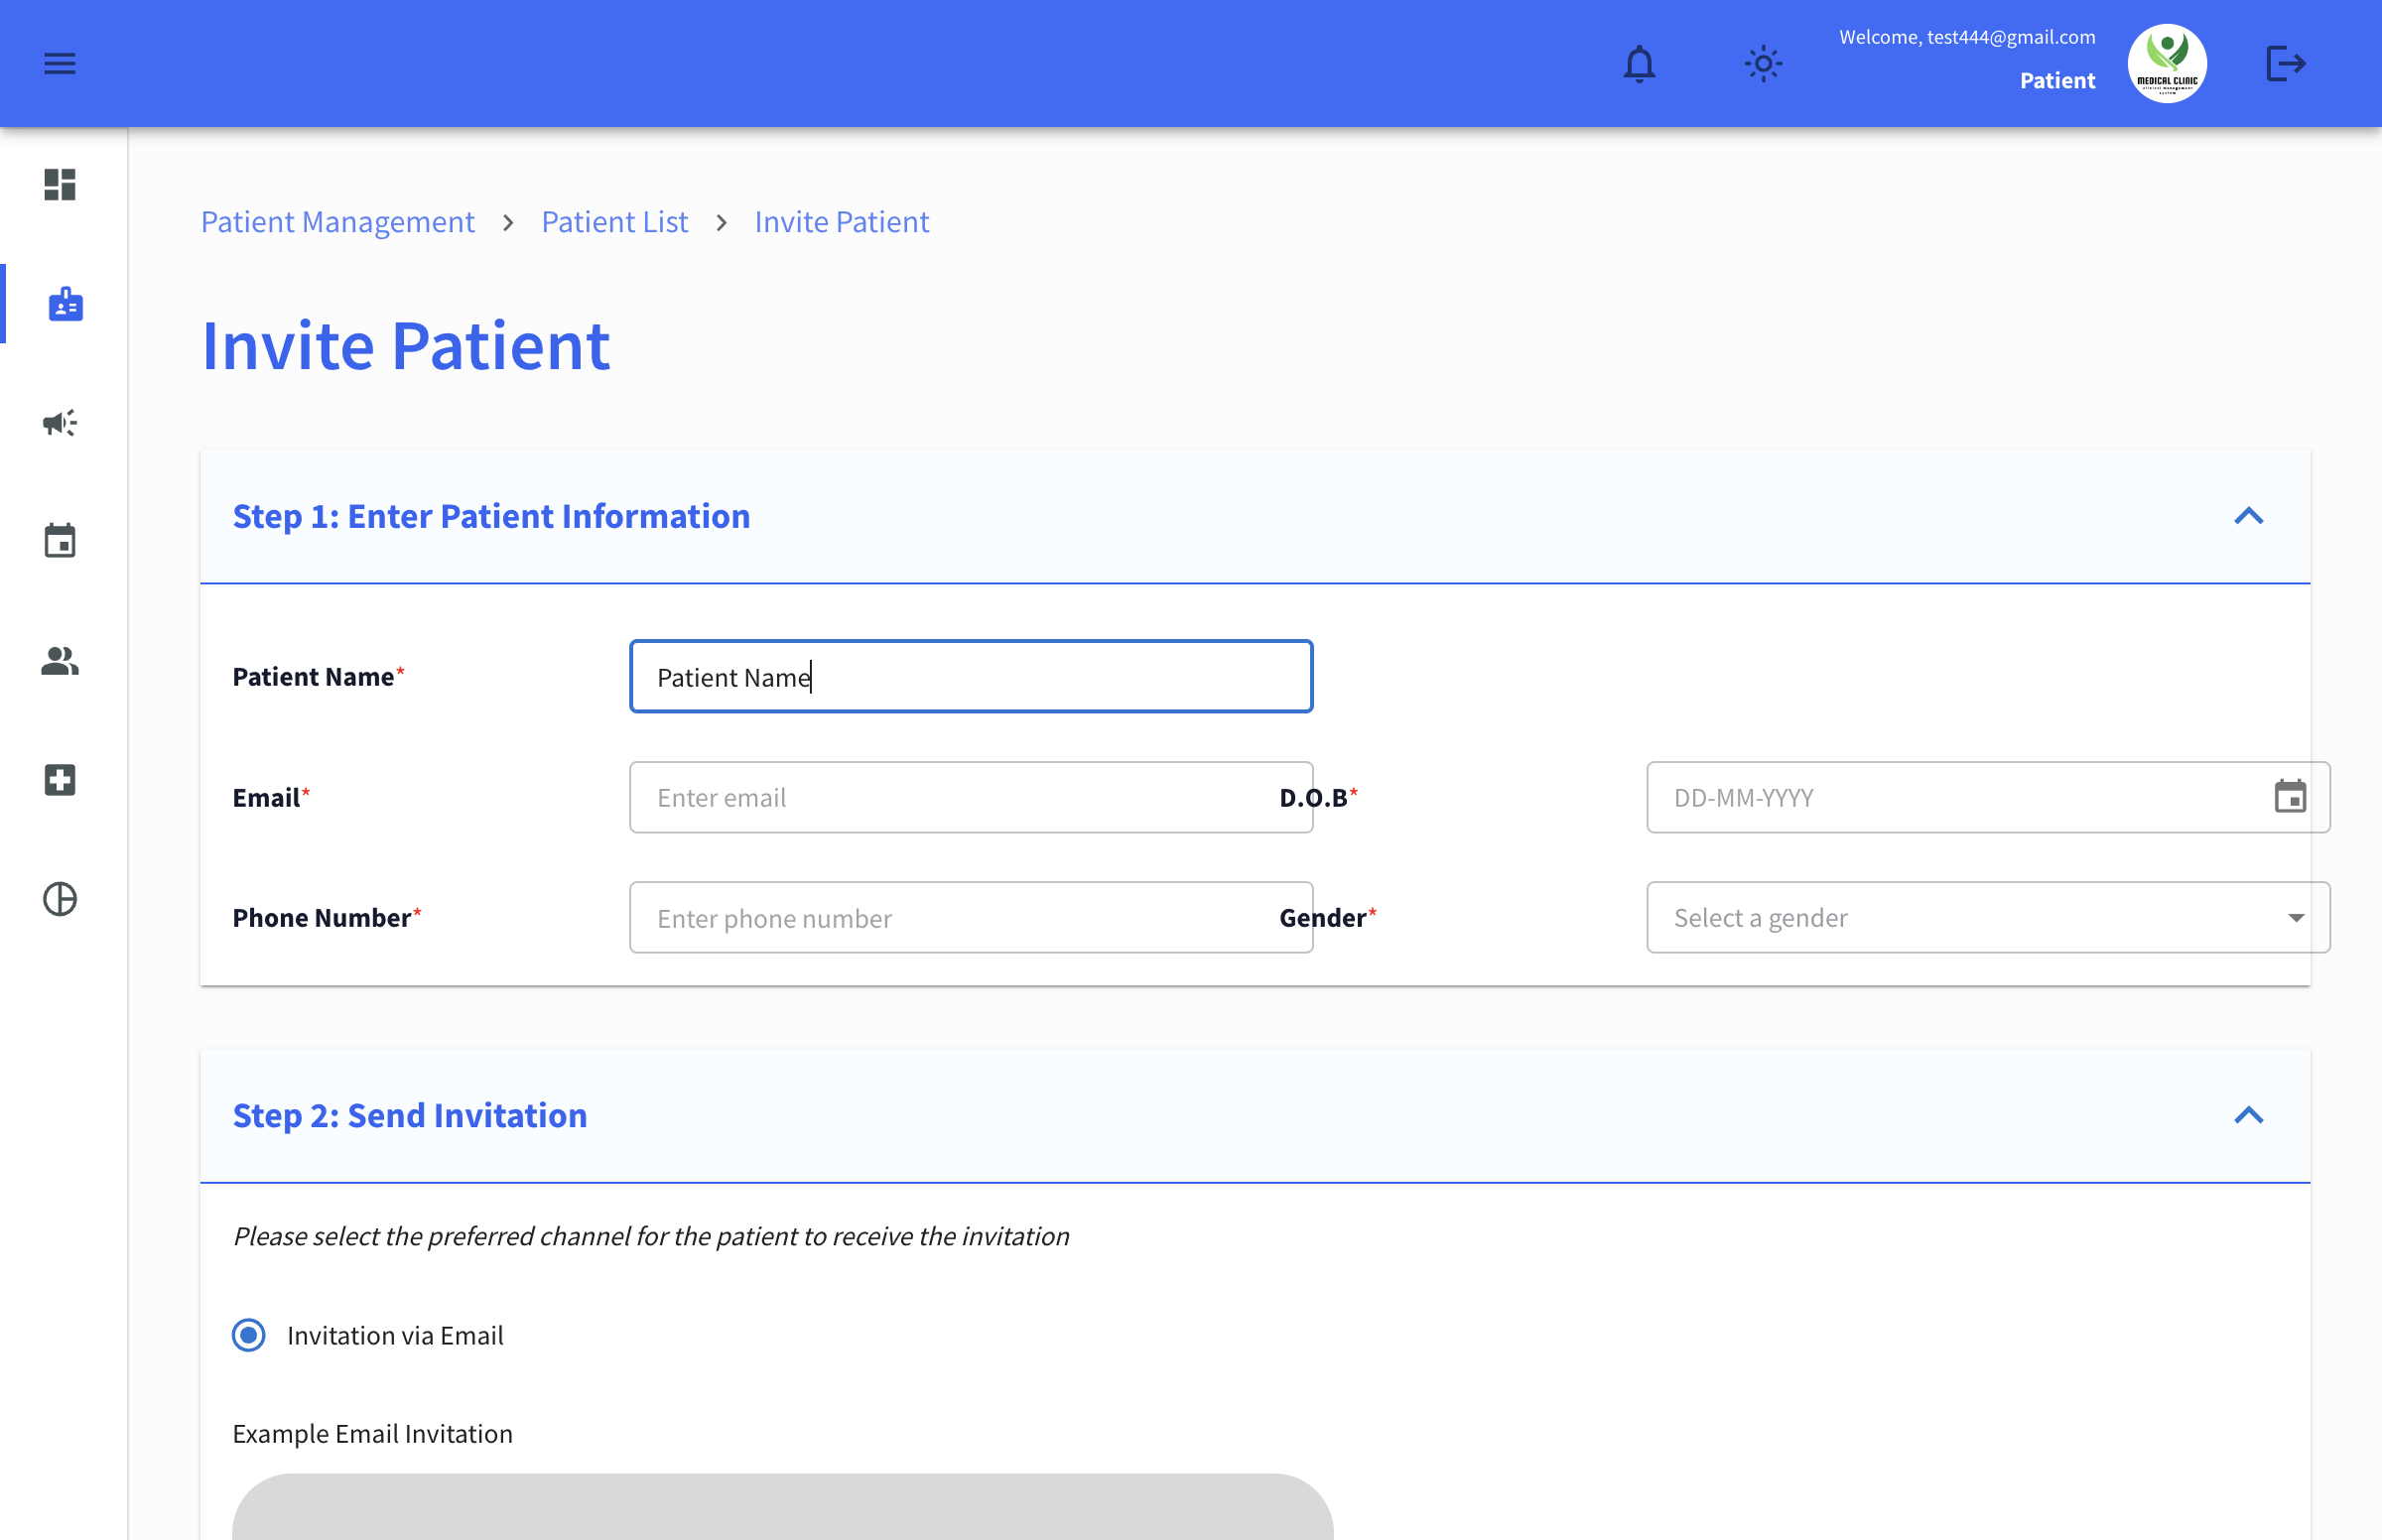 Welcome, test444@gmail.com
Patient
MEDICAL CLINIC
clinical management
system
Patient Management > Patient List > Invite Patient
Invite Patient
Step 1: Enter Patient Information
Patient Name* Patient Name
Email* Enter email D.O.B* DD-MM-YYYY
Phone Number* Enter phone number Gender* Select a gender
Step 2: Send Invitation
Please select the preferred channel for the patient to receive the invitation
Invitation via Email
Example Email Invitation